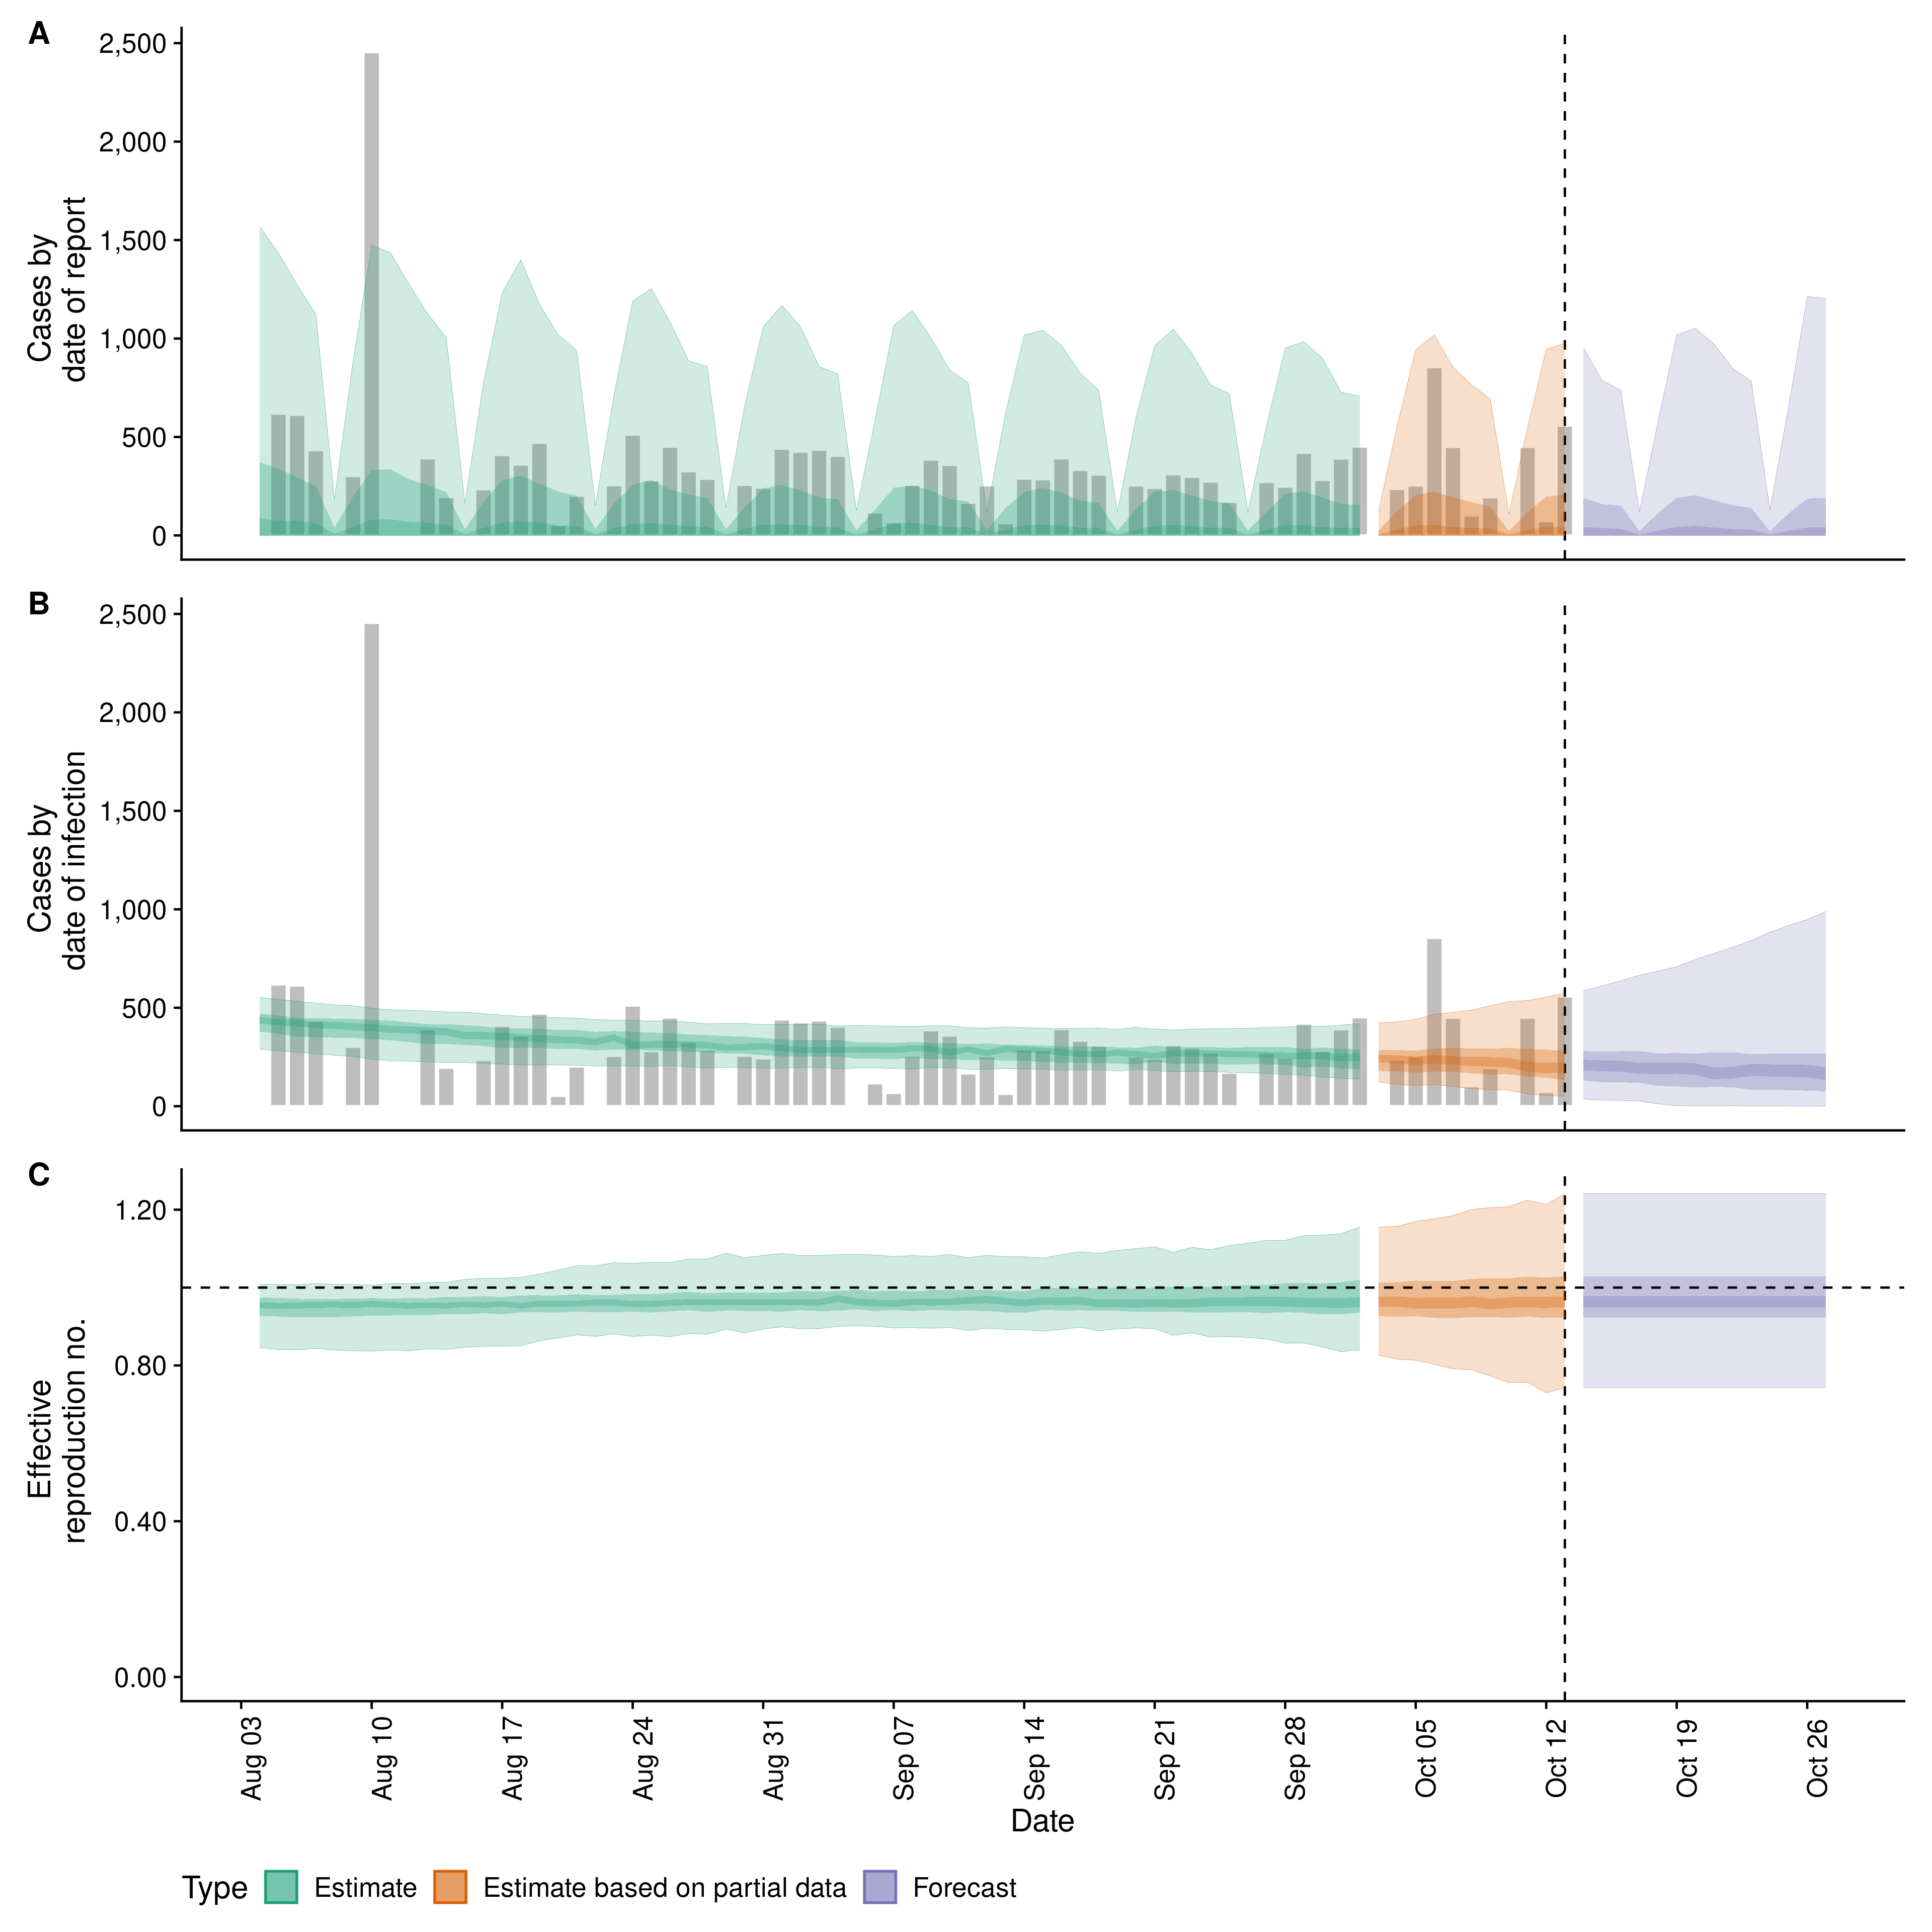 A
Cases by
date of report
2,500
2,000
1,500
1,000
500
0
B
Cases by
date of infection
2,500
2,000
1,500
1,000
500
0
C
Effective
reproduction no.
1.20
0.80
0.40
0.00
Aug 03
Aug 10
Aug 17
Aug 24
Aug 31
Sep 07
Sep 14
Sep 21
Sep 28
Oct 05
Oct 12
Oct 19
Oct 26
Date
Type Estimate Estimate based on partial data Forecast